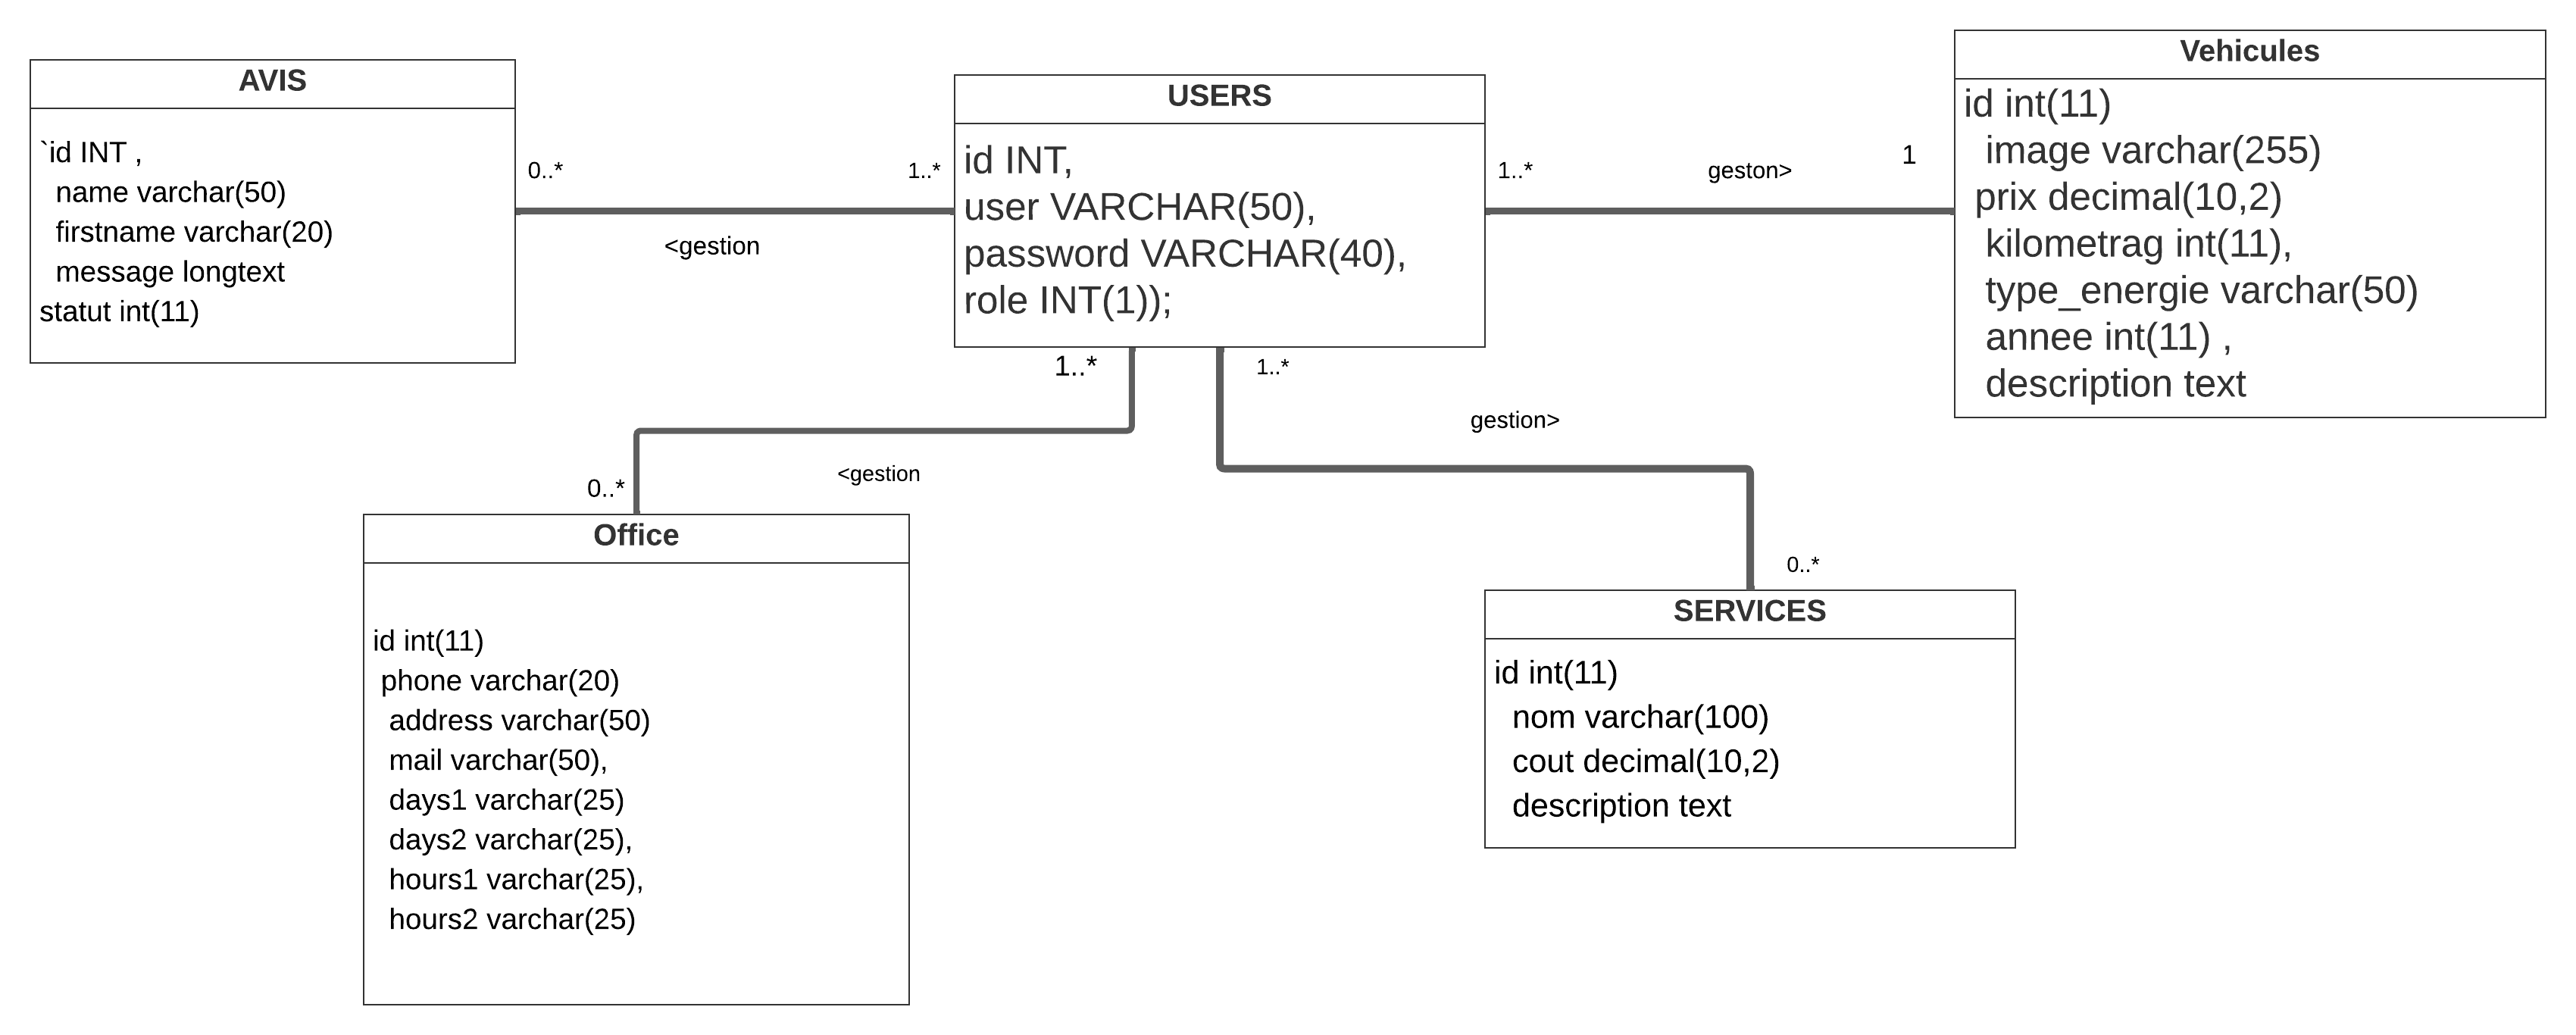 AVIS
`id INT ,
name varchar(50)
firstname varchar(20)
message longtext
statut int(11)
0..*
1..*
<gestion
USERS
id INT,
user VARCHAR(50),
password VARCHAR(40),
role INT(1));
1..*
geston>
1
Vehicules
id int(11)
image varchar(255)
prix decimal(10,2)
kilometrag int(11),
type_energie varchar(50)
annee int(11) ,
description text
1..*
1..*
gestion>
<gestion
0..*
0..*
Office
id int(11)
phone varchar(20)
address varchar(50)
mail varchar(50),
days1 varchar(25)
days2 varchar(25),
hours1 varchar(25),
hours2 varchar(25)
SERVICES
id int(11)
nom varchar(100)
cout decimal(10,2)
description text